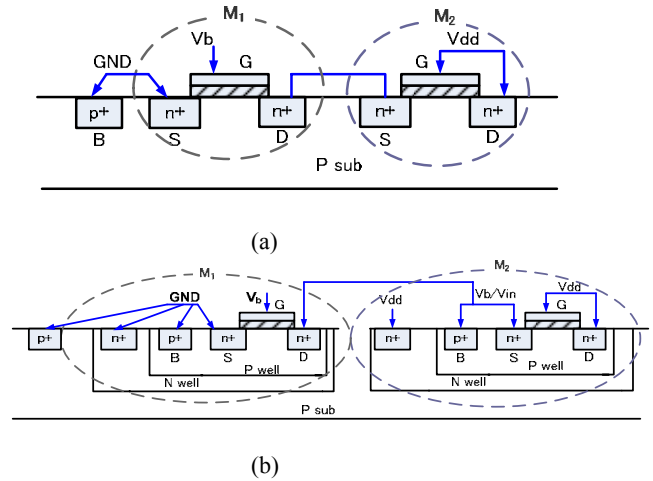 M1 M2
Vb Vdd
GND G G
p+ n+ n+ n+ n+
B S D S D
P sub
(a)
M1 M2
GND Vb G Vdd Vb/Vin Vdd G
p+ n+ p+ n+ n+ n+ p+ n+ n+
B S D B S D
P well P well
N well N well
P sub
(b)